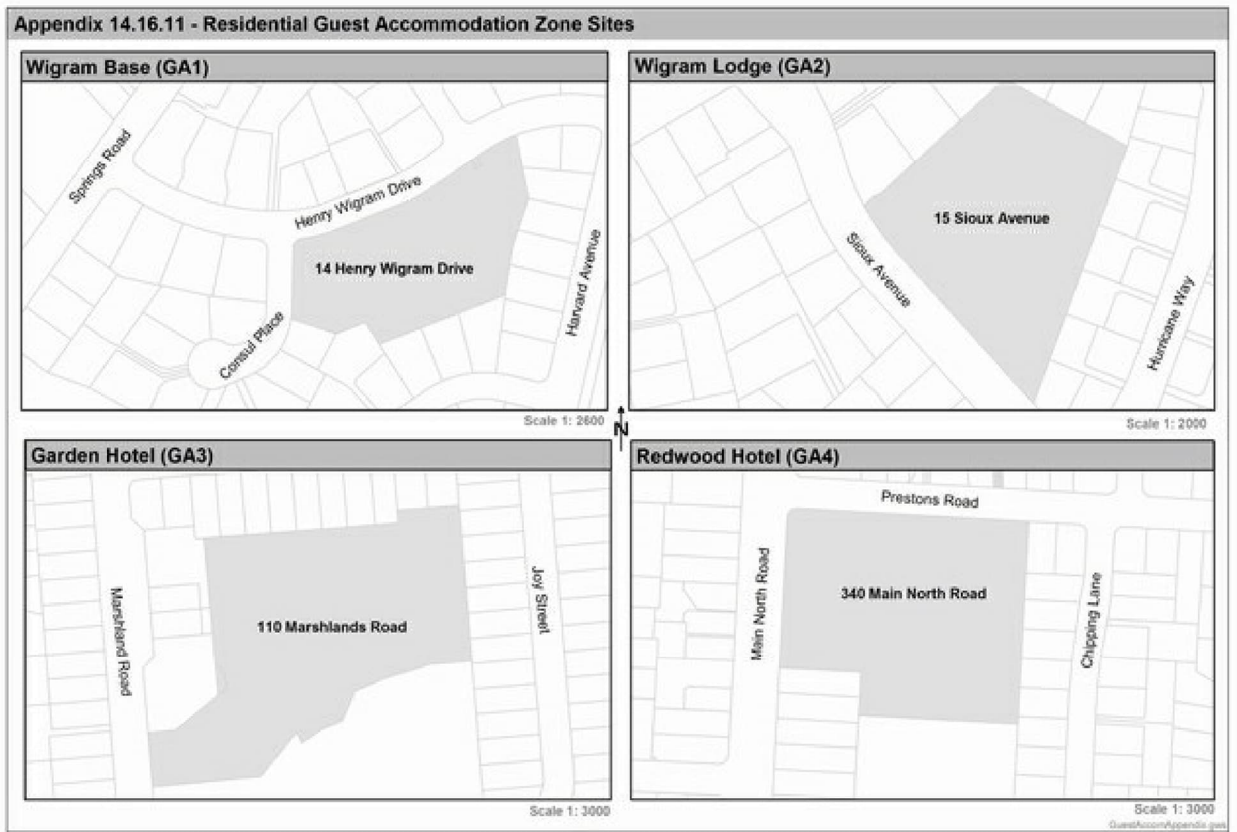 Appendix 14.16.11 - Residential Guest Accommodation Zone Sites
Wigram Base (GA1)
Springs Road
Henry Wigram Drive
14 Henry Wigram Drive
Harvard Avenue
Consul Place
Scale 1: 2600
Wigram Lodge (GA2)
15 Sioux Avenue
Sioux Avenue
Hurricane Way
Scale 1: 2000
N
Garden Hotel (GA3)
Marshland Road
110 Marshlands Road
Joy Street
Scale 1: 3000
Redwood Hotel (GA4)
Prestons Road
Main North Road
340 Main North Road
Chipping Lane
Scale 1: 3000
GuestAccomAppendix.gws